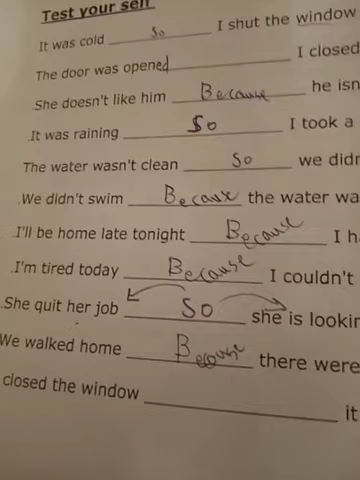 Test your self
It was cold so I shut the window
The door was opened I closed
.She doesn't like him Because he isn
.It was raining So I took a
The water wasn't clean So we didn
.We didn't swim Because the water wa
.I'll be home late tonight Because I h
.I'm tired today Because I couldn't
.She quit her job So she is lookin
We walked home Because there were
closed the window it